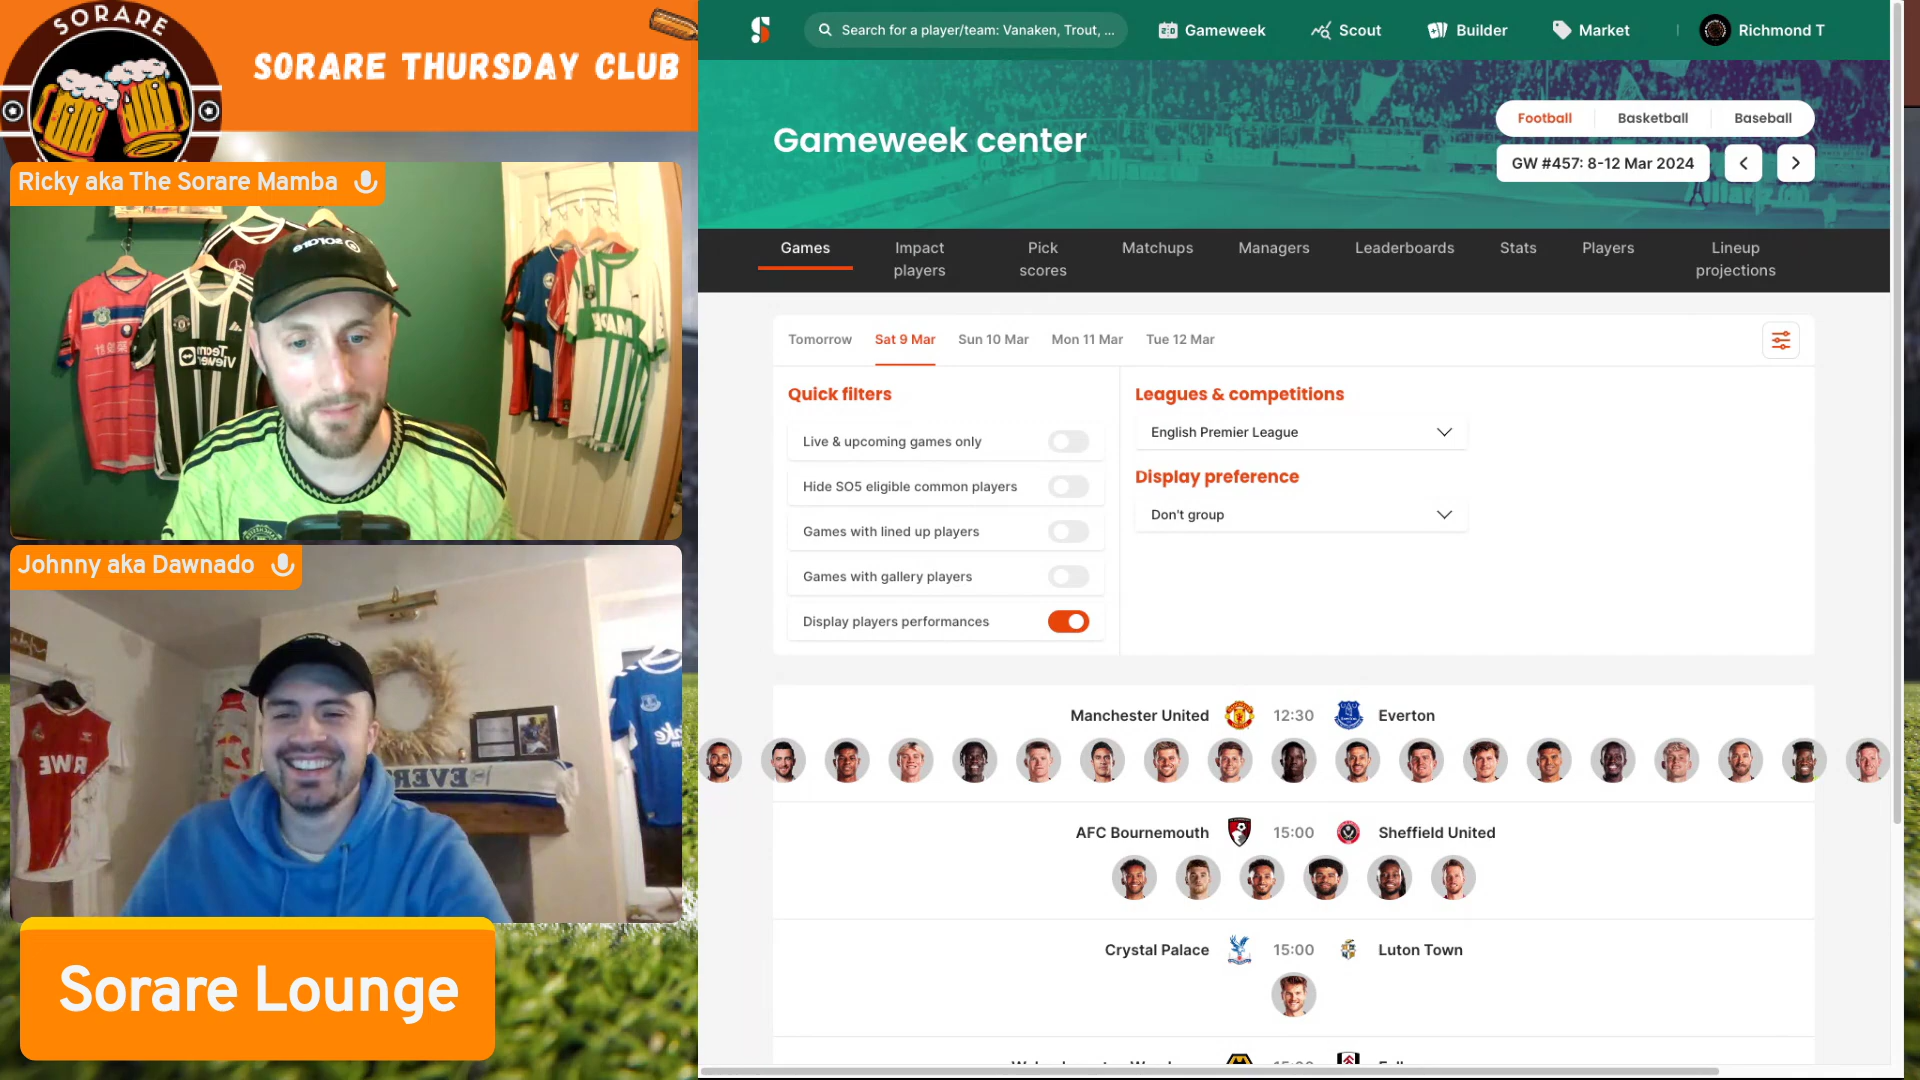 SORARE
SORARE THURSDAY CLUB
Ricky aka The Sorare Mamba
Johnny aka Dawnado
Sorare Lounge
Search for a player/team: Vanaken, Trout, ...
Gameweek
Scout
Builder
Market
Richmond T
Gameweek center
Football
Basketball
Baseball
GW #457: 8-12 Mar 2024
Games
Impact players
Pick scores
Matchups
Managers
Leaderboards
Stats
Players
Lineup projections
Tomorrow
Sat 9 Mar
Sun 10 Mar
Mon 11 Mar
Tue 12 Mar
Quick filters
Live & upcoming games only
Hide SO5 eligible common players
Games with lined up players
Games with gallery players
Display players performances
Leagues & competitions
English Premier League
Display preference
Don't group
Manchester United 12:30 Everton
AFC Bournemouth 15:00 Sheffield United
Crystal Palace 15:00 Luton Town